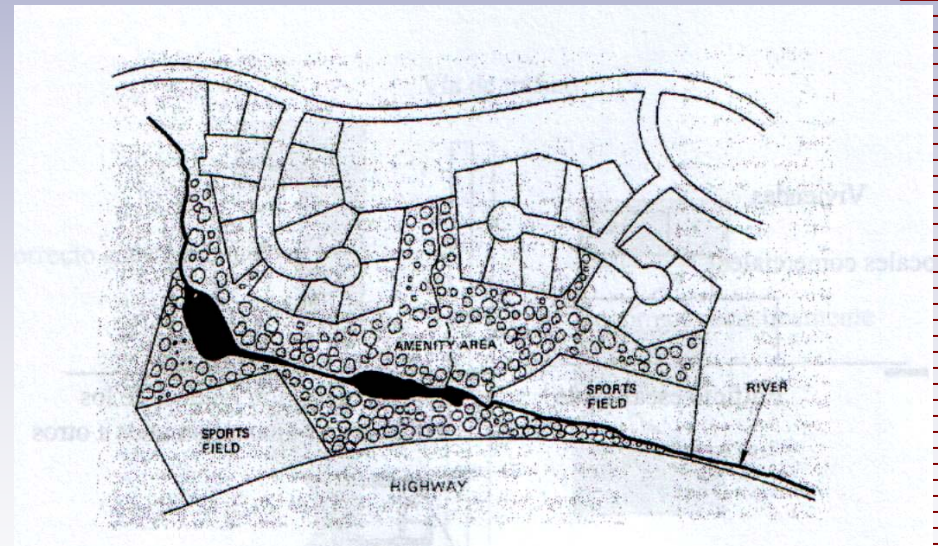 AMENITY AREA
SPORTS
FIELD
RIVER
SPORTS
FIELD
HIGHWAY